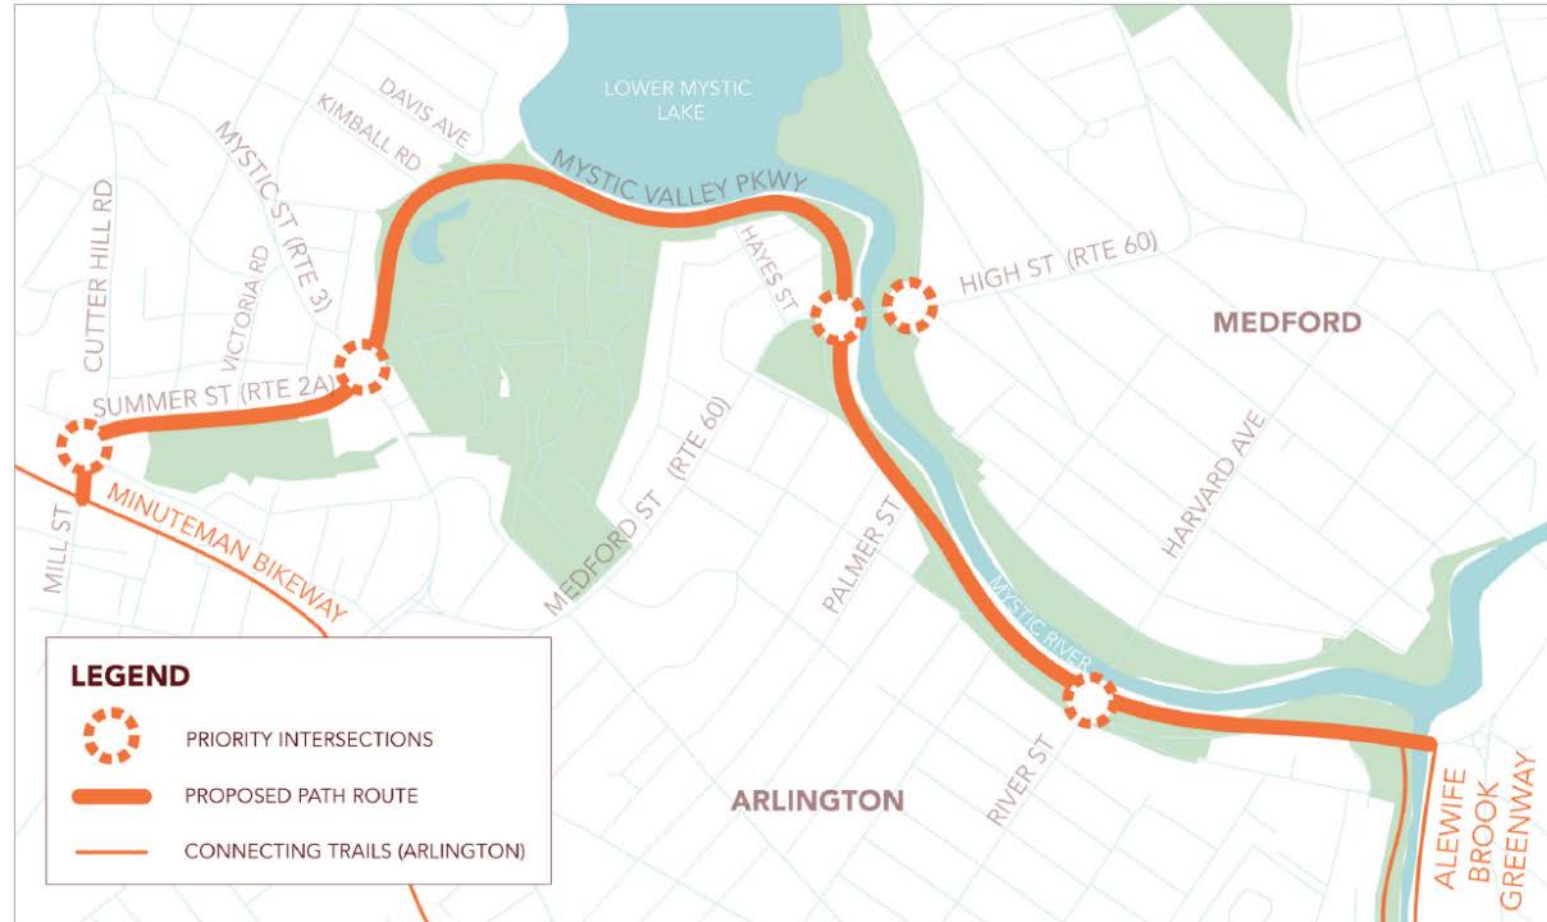 LOWER MYSTIC
LAKE
DAVIS AVE
KIMBALL RD
MYSTIC ST (RTE 3)
MYSTIC VALLEY PKWY
CUTTER HILL RD
VICTORIA RD
HAYES ST
HIGH ST (RTE 60)
MEDFORD
SUMMER ST (RTE 2A)
MEDFORD ST (RTE 60)
HARVARD AVE
MINUTEMAN BIKEWAY
MILL ST
PALMER ST
MYSTIC RIVER
RIVER ST
ARLINGTON
ALEWIFE
BROOK
GREENWAY
LEGEND
PRIORITY INTERSECTIONS
PROPOSED PATH ROUTE
CONNECTING TRAILS (ARLINGTON)